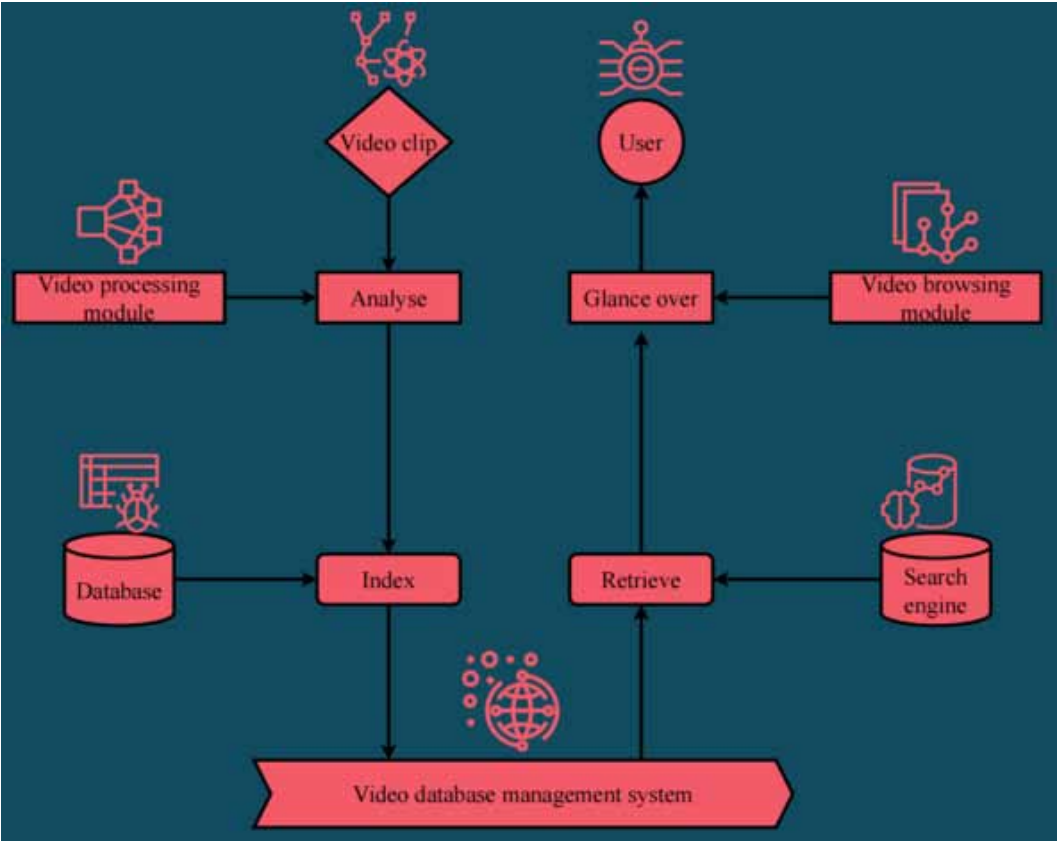 Video clip
User
Video processing
module
Analyse
Glance over
Video browsing
module
Database
Index
Retrieve
Search
engine
Video database management system